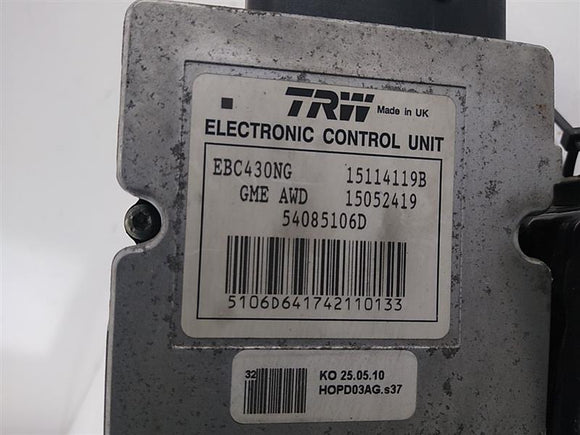 TRW Made in UK
ELECTRONIC CONTROL UNIT
EBC430NG 15114119B
GME AWD 15052419
54085106D
5106D641742110133
32 KO 25.05.10
HOPD03AG.s37